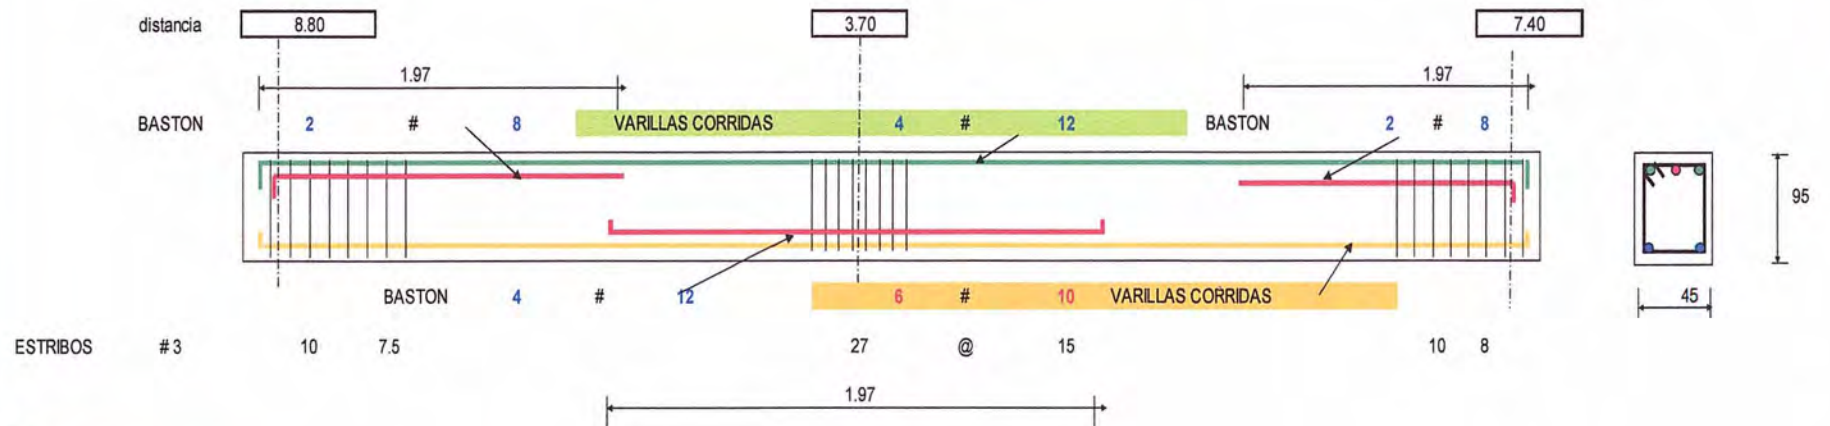 distancia 8.80 3.70 7.40
1.97 1.97
BASTON 2 # 8 VARILLAS CORRIDAS 4 # 12 BASTON 2 # 8
95
BASTON 4 # 12 6 # 10 VARILLAS CORRIDAS 45
ESTRIBOS # 3 10 7.5 27 @ 15 10 8
1.97